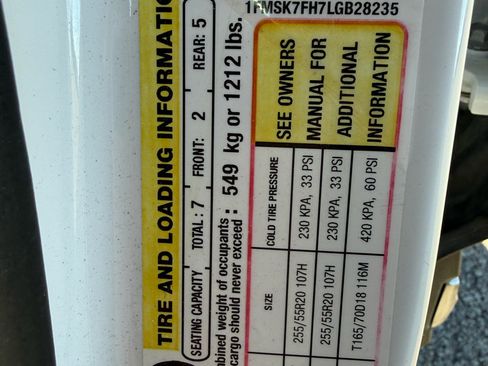 1FMSK7FH7LGB28235
TIRE AND LOADING INFORMATION
SEATING CAPACITY TOTAL : 7 FRONT: 2 REAR: 5
mbined weight of occupants
cargo should never exceed : 549 kg or 1212 lbs.
SIZE COLD TIRE PRESSURE SEE OWNERS
255/55R20 107H 230 KPA, 33 PSI MANUAL FOR
255/55R20 107H 230 KPA, 33 PSI ADDITIONAL
T165/70D18 116M 420 KPA, 60 PSI INFORMATION